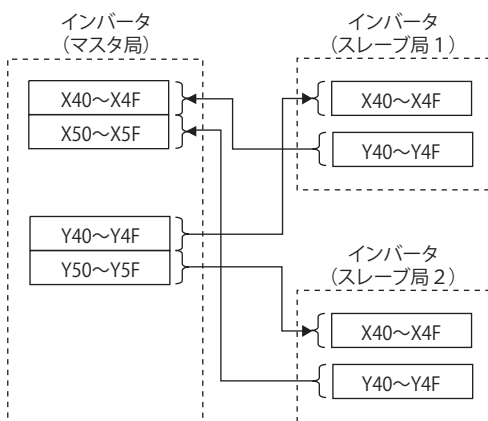 インバータ
(マスタ局)
X40~X4F
X50~X5F
Y40~Y4F
Y50~Y5F
インバータ
(スレーブ局1)
X40~X4F
Y40~Y4F
インバータ
(スレーブ局2)
X40~X4F
Y40~Y4F